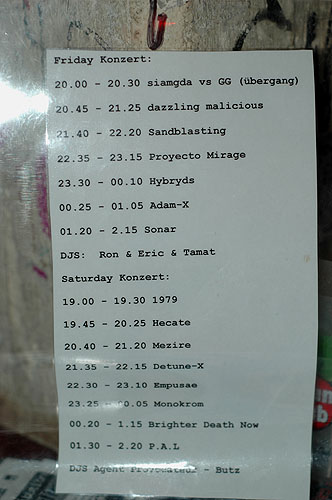 Friday Konzert:
20.00 - 20.30 siamgda vs GG (übergang)
20.45 - 21.25 dazzling malicious
21.40 - 22.20 Sandblasting
22.35 - 23.15 Proyecto Mirage
23.30 - 00.10 Hybryds
00.25 - 01.05 Adam-X
01.20 - 2.15 Sonar
DJS: Ron & Eric & Tamat
Saturday Konzert:
19.00 - 19.30 1979
19.45 - 20.25 Hecate
20.40 - 21.20 Mezire
21.35 - 22.15 Detune-X
22.30 - 23.10 Empusae
23.25 - 00.05 Monokrom
00.20 - 1.15 Brighter Death Now
01.30 - 2.20 P.A.L
DJS Agent Provocateur - Butz